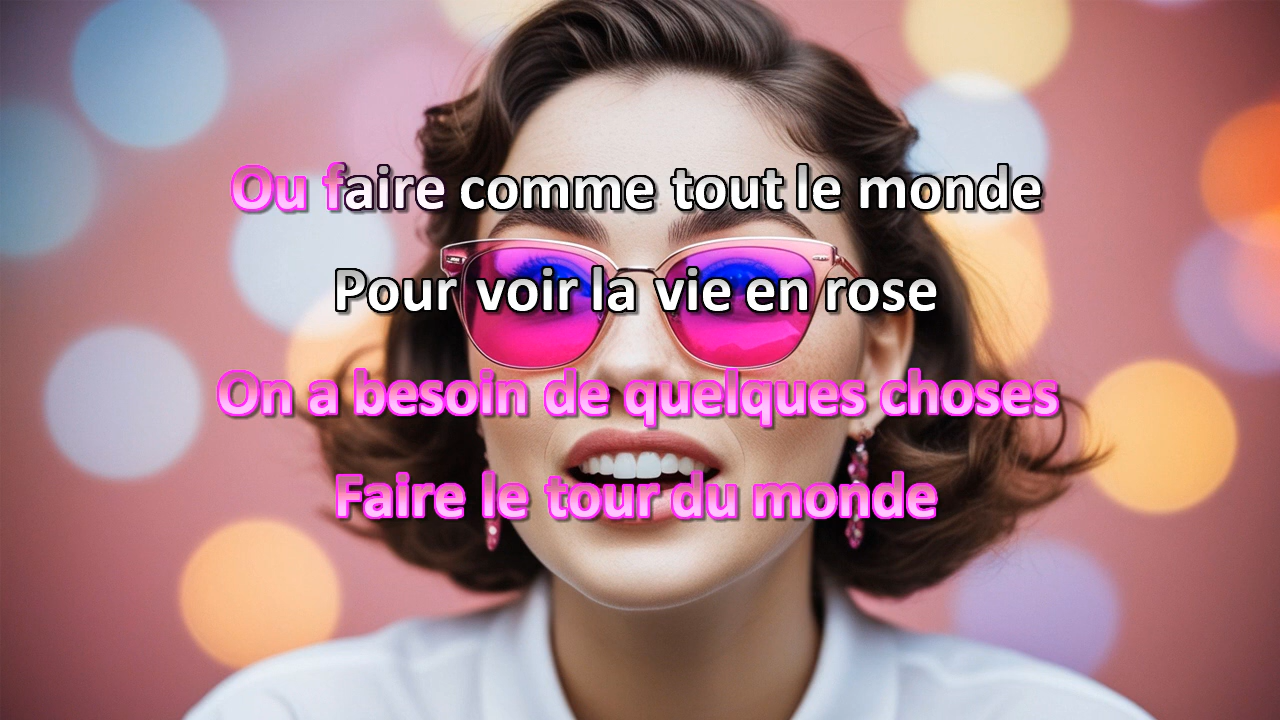 Ou faire comme tout le monde
Pour voir la vie en rose
On a besoin de quelques choses
Faire le tour du monde